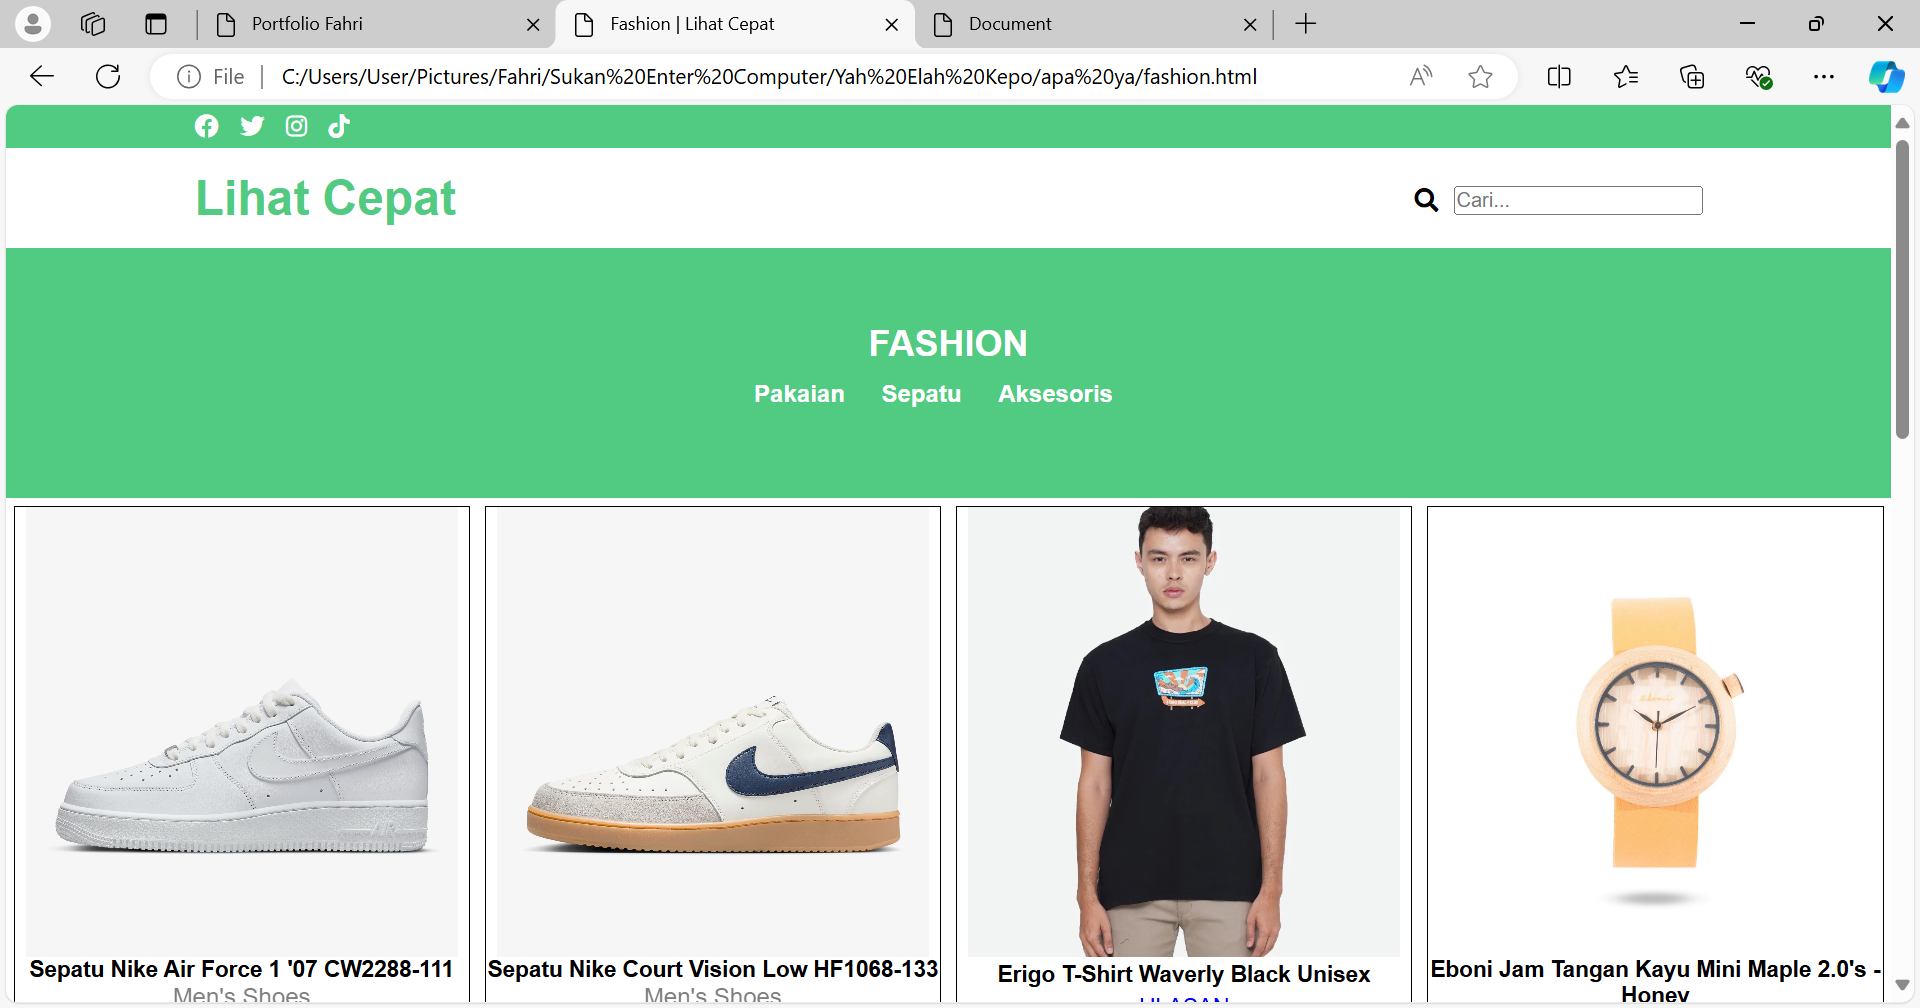 Portfolio Fahri
Fashion | Lihat Cepat
Document
File
C:/Users/User/Pictures/Fahri/Sukan%20Enter%20Computer/Yah%20Elah%20Kepo/apa%20ya/fashion.html
Lihat Cepat
Cari...
FASHION
Pakaian Sepatu Aksesoris
Sepatu Nike Air Force 1 '07 CW2288-111
Men's Shoes
Sepatu Nike Court Vision Low HF1068-133
Men's Shoes
Erigo T-Shirt Waverly Black Unisex
ULASAN
Eboni Jam Tangan Kayu Mini Maple 2.0's -
Honey